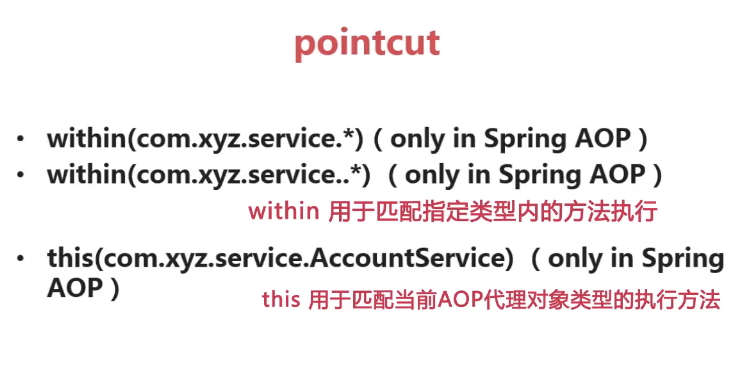 pointcut
• within(com.xyz.service.*) ( only in Spring AOP )
• within(com.xyz.service..*) ( only in Spring AOP )
within 用于匹配指定类型内的方法执行
• this(com.xyz.service.AccountService) ( only in Spring
AOP )
this 用于匹配当前AOP代理对象类型的执行方法